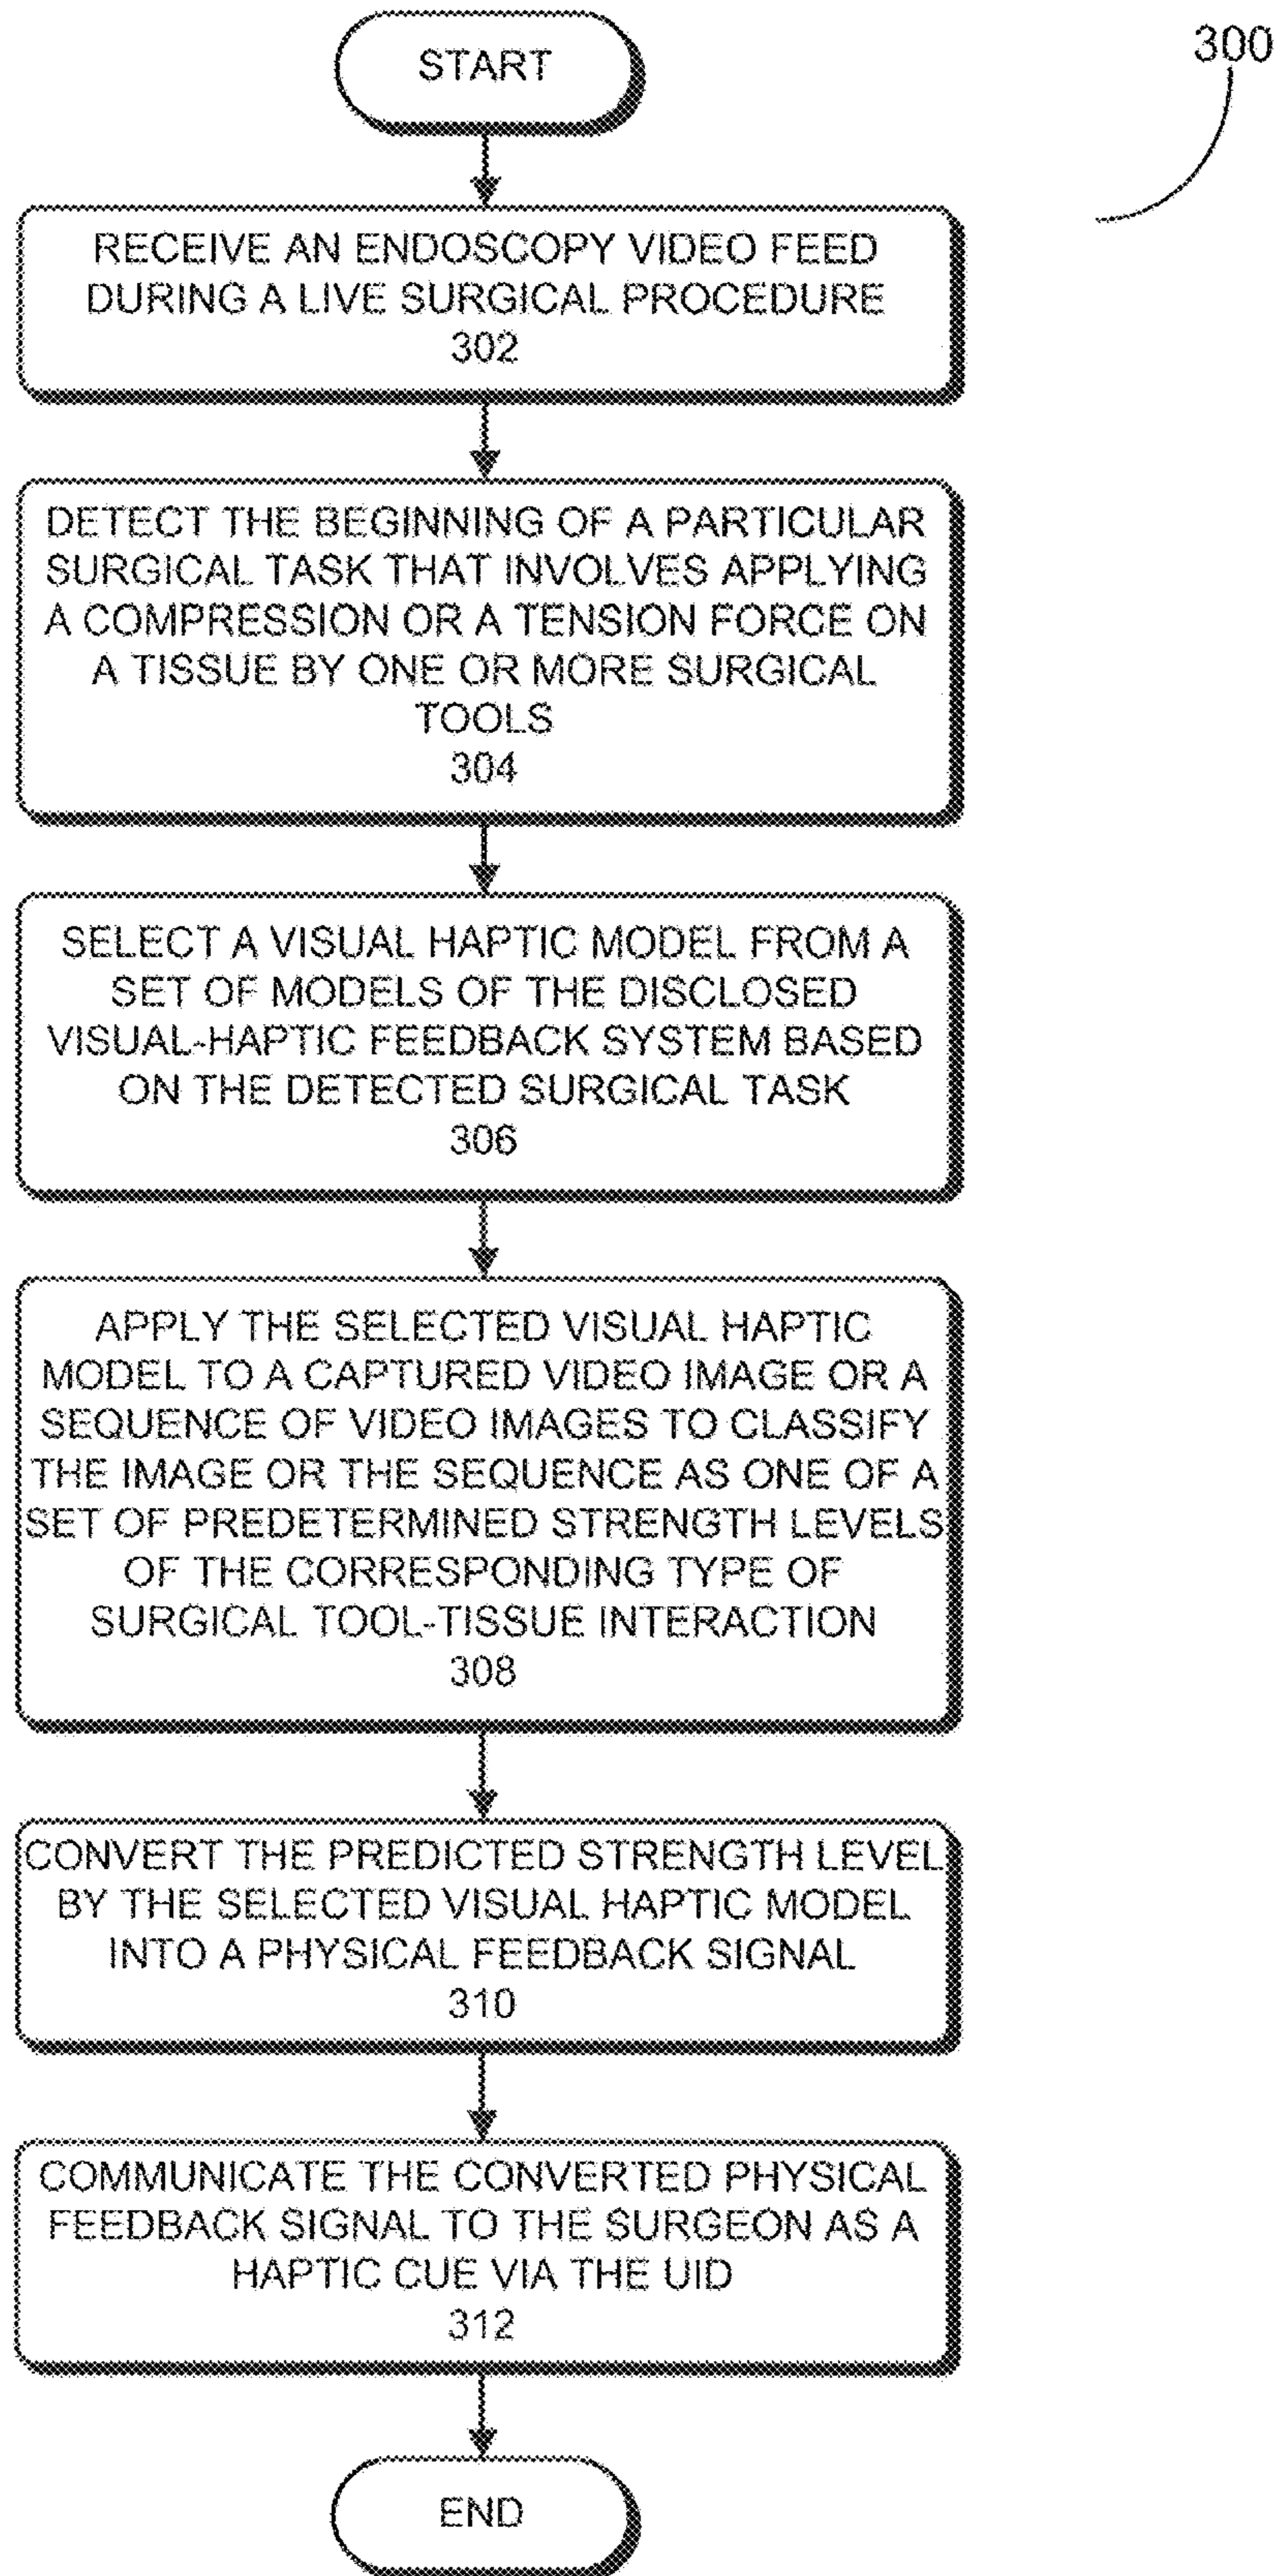 START
300
RECEIVE AN ENDOSCOPY VIDEO FEED
DURING A LIVE SURGICAL PROCEDURE
302
DETECT THE BEGINNING OF A PARTICULAR
SURGICAL TASK THAT INVOLVES APPLYING
A COMPRESSION OR A TENSION FORCE ON
A TISSUE BY ONE OR MORE SURGICAL
TOOLS
304
SELECT A VISUAL HAPTIC MODEL FROM A
SET OF MODELS OF THE DISCLOSED
VISUAL-HAPTIC FEEDBACK SYSTEM BASED
ON THE DETECTED SURGICAL TASK
306
APPLY THE SELECTED VISUAL HAPTIC
MODEL TO A CAPTURED VIDEO IMAGE OR A
SEQUENCE OF VIDEO IMAGES TO CLASSIFY
THE IMAGE OR THE SEQUENCE AS ONE OF A
SET OF PREDETERMINED STRENGTH LEVELS
OF THE CORRESPONDING TYPE OF
SURGICAL TOOL-TISSUE INTERACTION
308
CONVERT THE PREDICTED STRENGTH LEVEL
BY THE SELECTED VISUAL HAPTIC MODEL
INTO A PHYSICAL FEEDBACK SIGNAL
310
COMMUNICATE THE CONVERTED PHYSICAL
FEEDBACK SIGNAL TO THE SURGEON AS A
HAPTIC CUE VIA THE UID
312
END